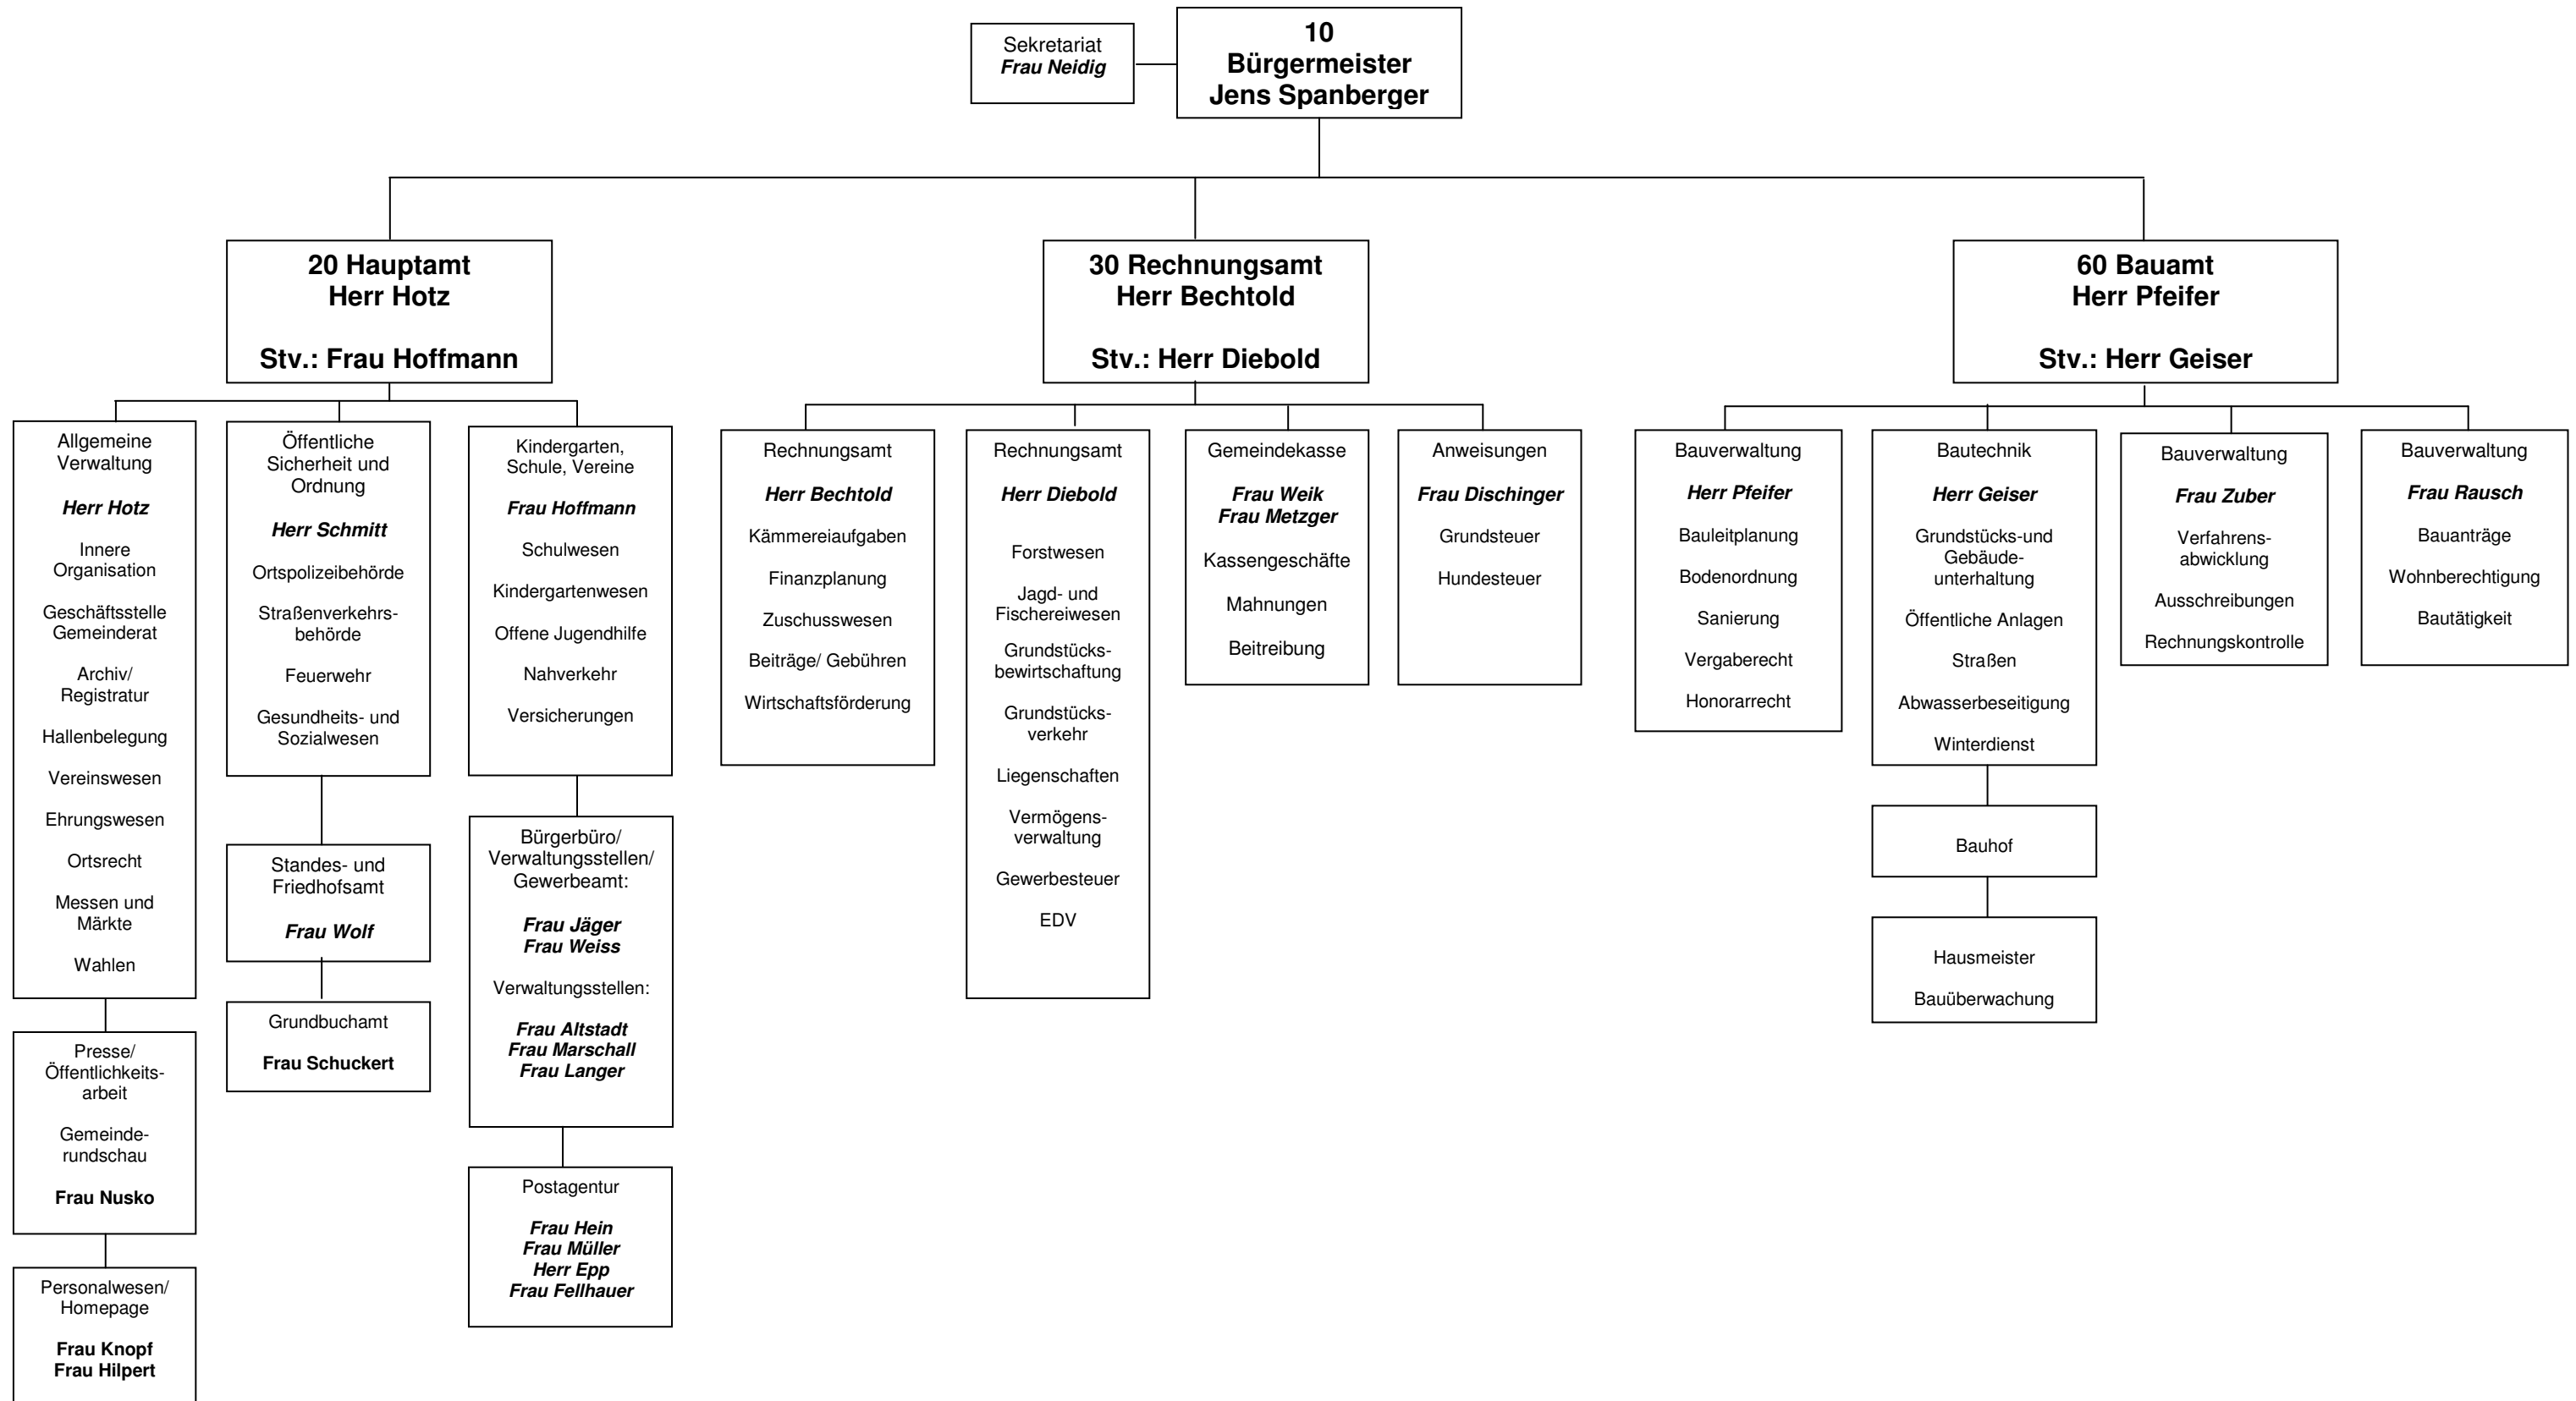 Sekretariat
Frau Neidig
10
Bürgermeister
Jens Spanberger
20 Hauptamt
Herr Hotz
Stv.: Frau Hoffmann
30 Rechnungsamt
Herr Bechtold
Stv.: Herr Diebold
60 Bauamt
Herr Pfeifer
Stv.: Herr Geiser
Allgemeine
Verwaltung
Herr Hotz
Innere
Organisation
Geschäftsstelle
Gemeinderat
Archiv/
Registratur
Hallenbelegung
Vereinswesen
Ehrungswesen
Ortsrecht
Messen und
Märkte
Wahlen
Presse/
Öffentlichkeits-
arbeit
Gemeinde-
rundschau
Frau Nusko
Personalwesen/
Homepage
Frau Knopf
Frau Hilpert
Öffentliche
Sicherheit und
Ordnung
Herr Schmitt
Ortspolizeibehörde
Straßenverkehrs-
behörde
Feuerwehr
Gesundheits- und
Sozialwesen
Standes- und
Friedhofsamt
Frau Wolf
Grundbuchamt
Frau Schuckert
Kindergarten,
Schule, Vereine
Frau Hoffmann
Schulwesen
Kindergartenwesen
Offene Jugendhilfe
Nahverkehr
Versicherungen
Bürgerbüro/
Verwaltungsstellen/
Gewerbeamt:
Frau Jäger
Frau Weiss
Verwaltungsstellen:
Frau Altstadt
Frau Marschall
Frau Langer
Postagentur
Frau Hein
Frau Müller
Herr Epp
Frau Fellhauer
Rechnungsamt
Herr Bechtold
Kämmereiaufgaben
Finanzplanung
Zuschusswesen
Beiträge/ Gebühren
Wirtschaftsförderung
Rechnungsamt
Herr Diebold
Forstwesen
Jagd- und
Fischereiwesen
Grundstücks-
bewirtschaftung
Grundstücks-
verkehr
Liegenschaften
Vermögens-
verwaltung
Gewerbesteuer
EDV
Gemeindekasse
Frau Weik
Frau Metzger
Kassengeschäfte
Mahnungen
Beitreibung
Anweisungen
Frau Dischinger
Grundsteuer
Hundesteuer
Bauverwaltung
Herr Pfeifer
Bauleitplanung
Bodenordnung
Sanierung
Vergaberecht
Honorarrecht
Bautechnik
Herr Geiser
Grundstücks-und
Gebäude-
unterhaltung
Öffentliche Anlagen
Straßen
Abwasserbeseitigung
Winterdienst
Bauhof
Hausmeister
Bauüberwachung
Bauverwaltung
Frau Zuber
Verfahrens-
abwicklung
Ausschreibungen
Rechnungskontrolle
Bauverwaltung
Frau Rausch
Bauanträge
Wohnberechtigung
Bautätigkeit